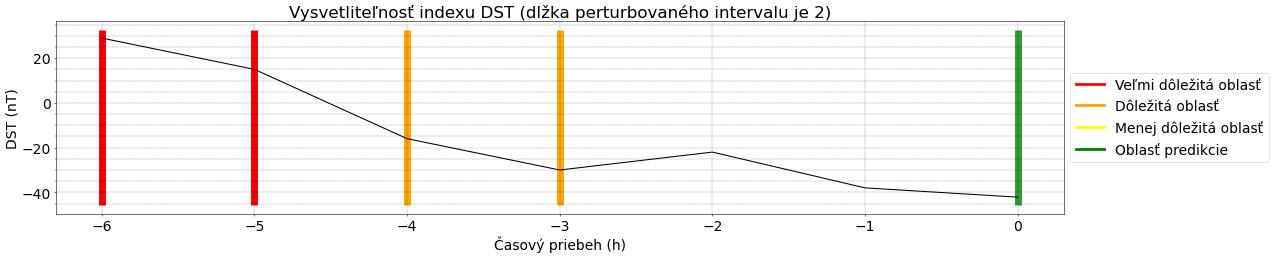 Vysvetliteľnosť indexu DST (dĺžka perturbovaného intervalu je 2)
DST (nT)
20
0
−20
−40
−6 −5 −4 −3 −2 −1 0
Časový priebeh (h)
Veľmi dôležitá oblasť
Dôležitá oblasť
Menej dôležitá oblasť
Oblasť predikcie